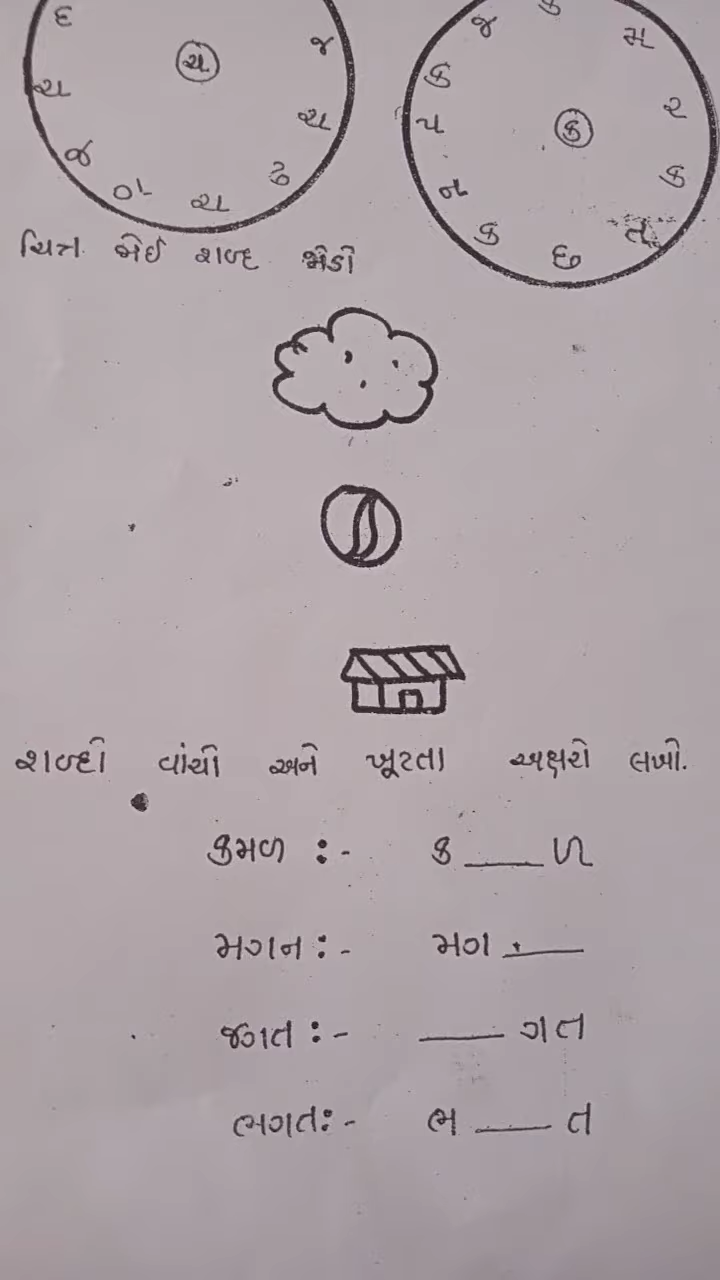 દ ચ જ
ચ ચ
જ ઠ
ચ
જ ક મ
ક ર
પ ક
ન ક
ક ત
છ
ચિત્ર જોઈ શબ્દ જોડો
શબ્દો વાંચી અને ખૂટતા અક્ષરો લખો.
કમળ :- ક ___ ળ
મગન :- મગ ___
જગત :- ___ ગત
ભગત:- ભ ___ ત